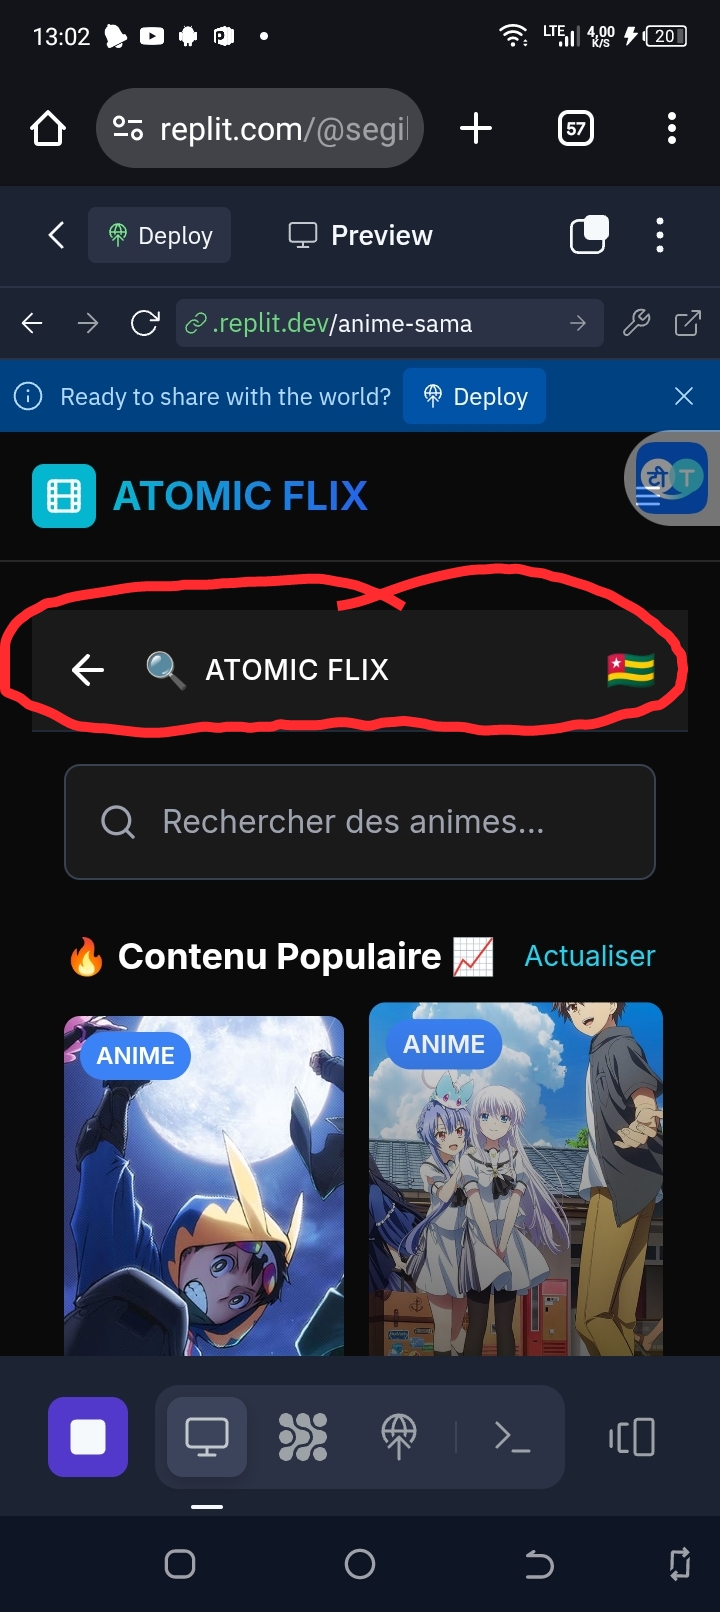 13:02
LTE 4,00 K/S 20
replit.com/@segi
57
Deploy Preview
.replit.dev/anime-sama
Ready to share with the world? Deploy
ATOMIC FLIX
टी T
🔍 ATOMIC FLIX 🇹🇬
Rechercher des animes...
🔥 Contenu Populaire 📈 Actualiser
ANIME
ANIME